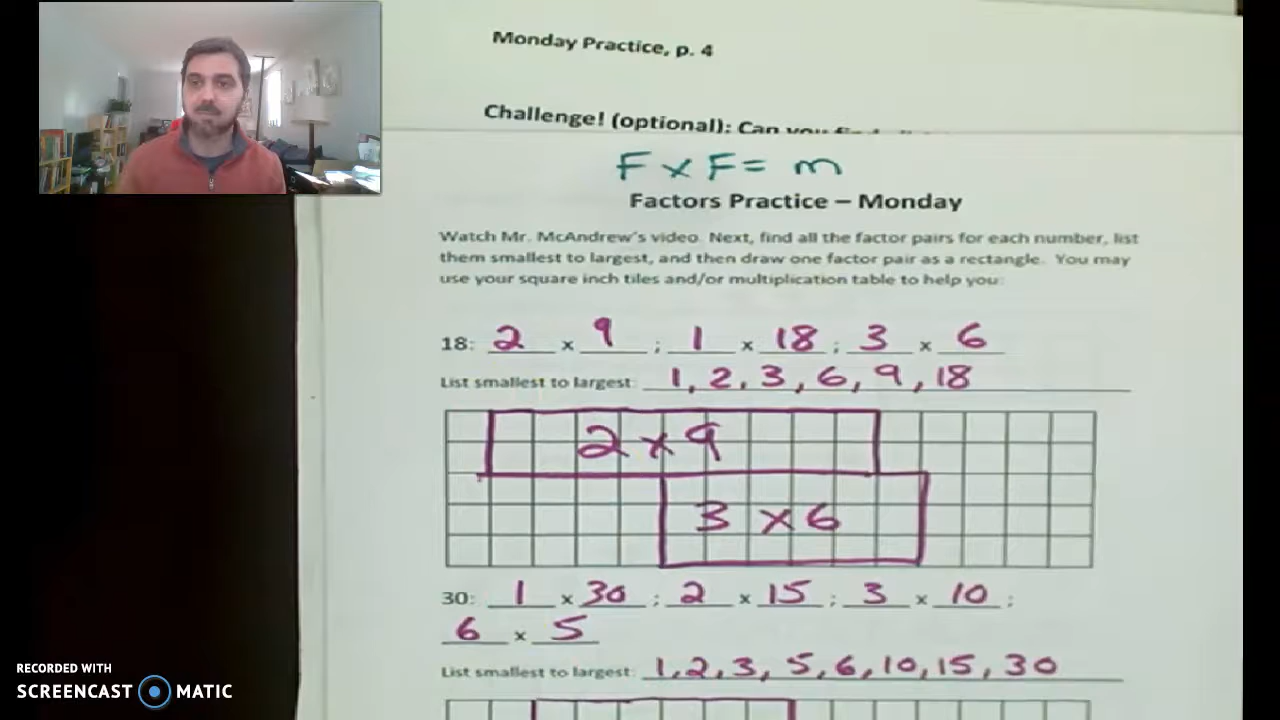 Monday Practice, p. 4
Challenge! (optional): Can you
F x F = m
Factors Practice – Monday
Watch Mr. McAndrew's video. Next, find all the factor pairs for each number, list
them smallest to largest, and then draw one factor pair as a rectangle. You may
use your square inch tiles and/or multiplication table to help you:
18: 2 x 9 ; 1 x 18 ; 3 x 6
List smallest to largest: 1, 2, 3, 6, 9, 18
2 x 9
3 x 6
30: 1 x 30 ; 2 x 15 ; 3 x 10 ;
6 x 5
List smallest to largest: 1, 2, 3, 5, 6, 10, 15, 30
RECORDED WITH
SCREENCAST MATIC